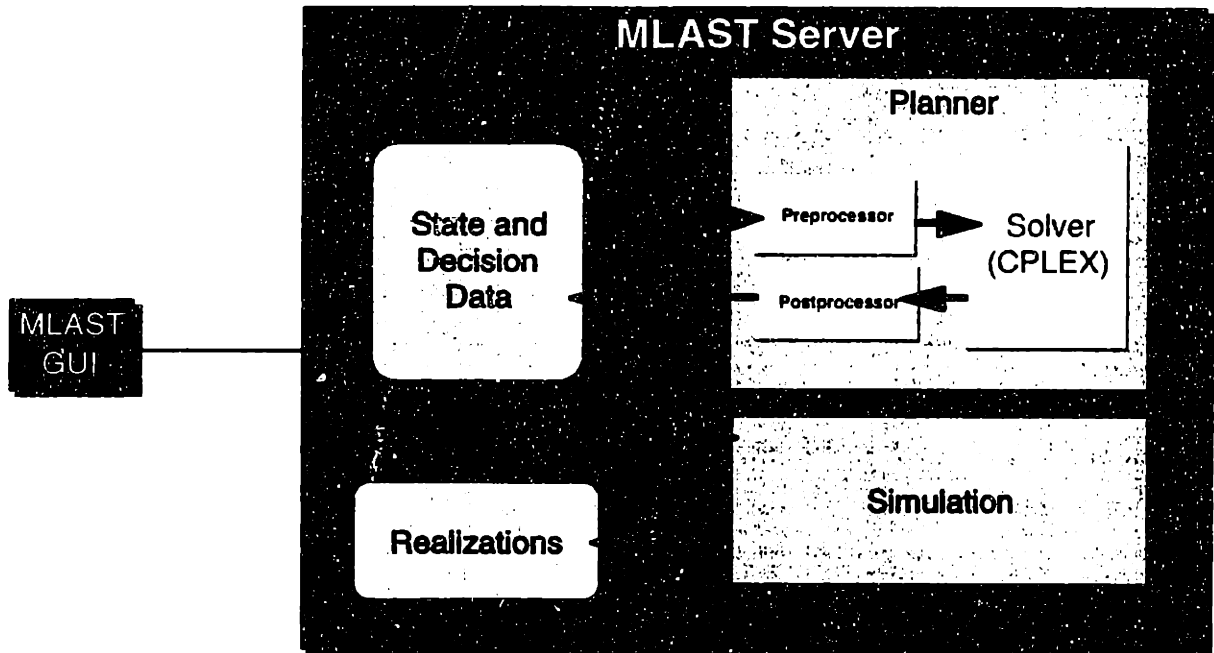 MLAST Server
Planner
State and
Decision
Data
Preprocessor
Solver
(CPLEX)
Postprocessor
MLAST
GUI
Simulation
Realizations